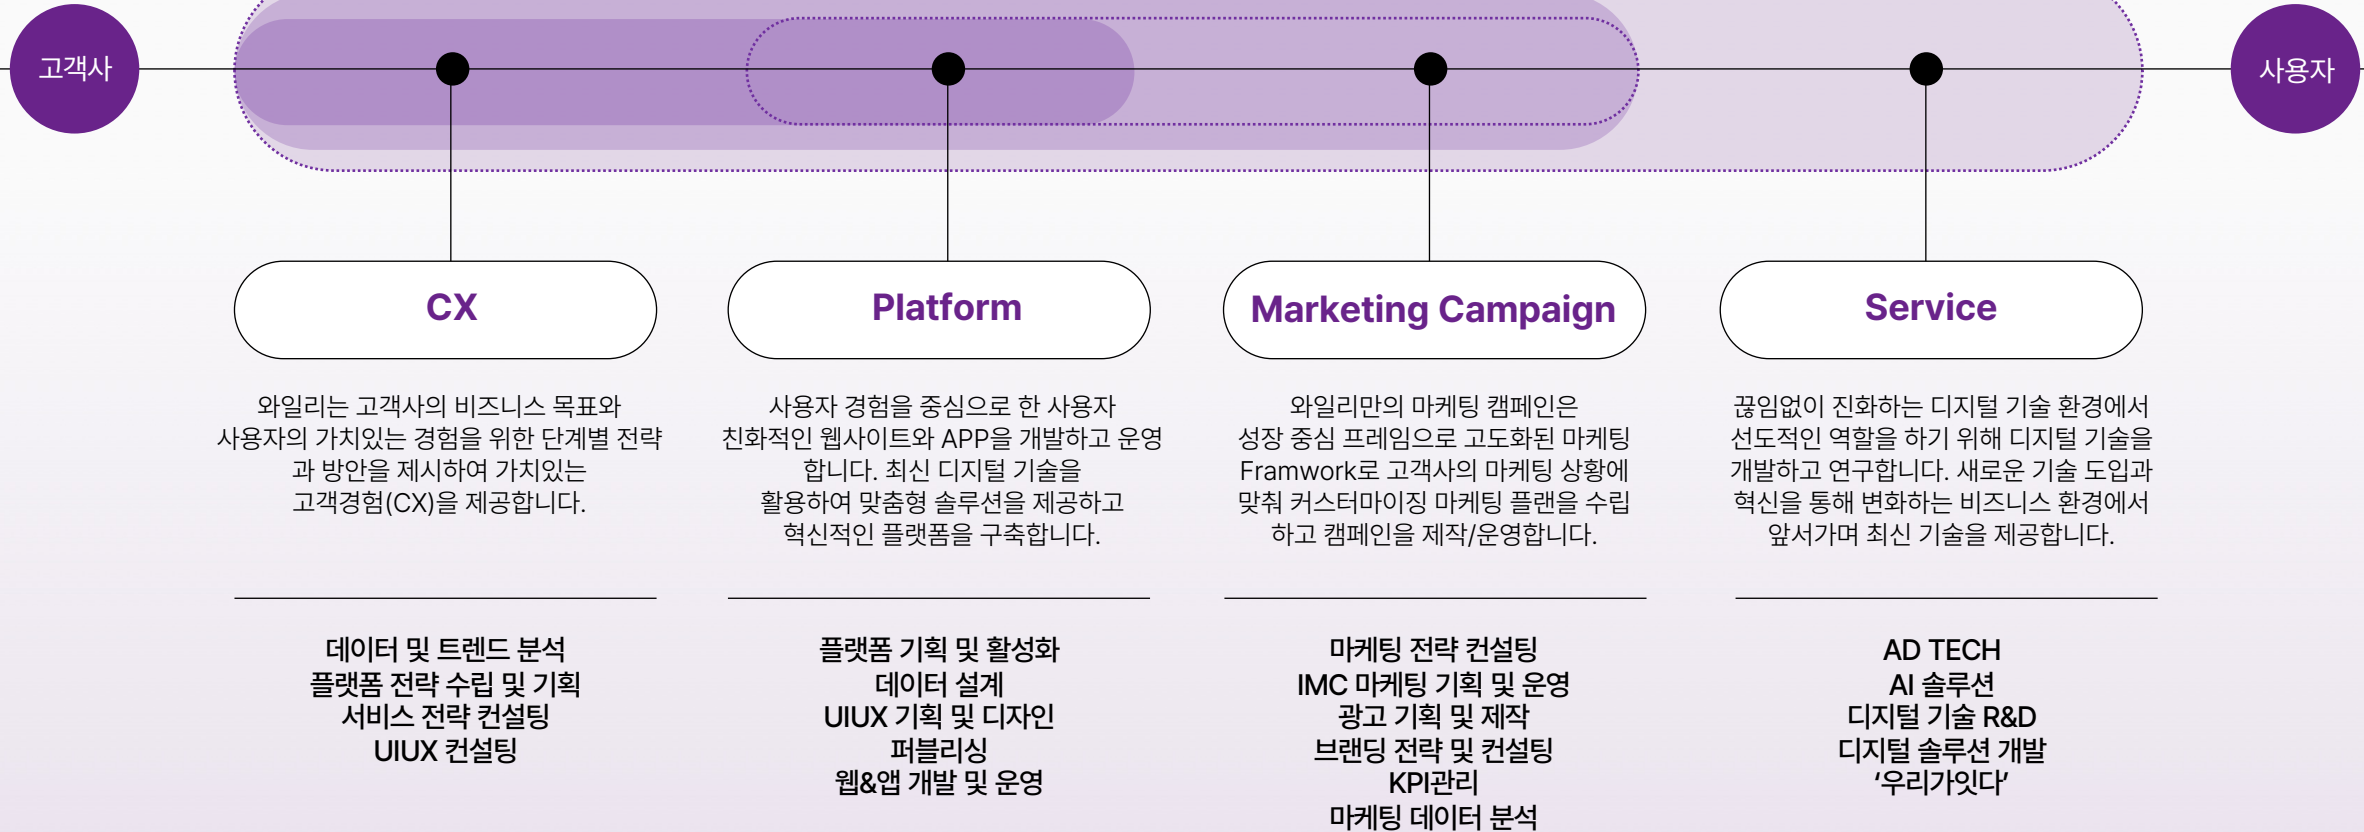 고객사
사용자
CX
와일리는 고객사의 비즈니스 목표와
사용자의 가치있는 경험을 위한 단계별 전략
과 방안을 제시하여 가치있는
고객경험(CX)을 제공합니다.
데이터 및 트렌드 분석
플랫폼 전략 수립 및 기획
서비스 전략 컨설팅
UIUX 컨설팅
Platform
사용자 경험을 중심으로 한 사용자
친화적인 웹사이트와 APP을 개발하고 운영
합니다. 최신 디지털 기술을
활용하여 맞춤형 솔루션을 제공하고
혁신적인 플랫폼을 구축합니다.
플랫폼 기획 및 활성화
데이터 설계
UIUX 기획 및 디자인
퍼블리싱
웹&앱 개발 및 운영
Marketing Campaign
와일리만의 마케팅 캠페인은
성장 중심 프레임으로 고도화된 마케팅
Framwork로 고객사의 마케팅 상황에
맞춰 커스터마이징 마케팅 플랜을 수립
하고 캠페인을 제작/운영합니다.
마케팅 전략 컨설팅
IMC 마케팅 기획 및 운영
광고 기획 및 제작
브랜딩 전략 및 컨설팅
KPI관리
마케팅 데이터 분석
Service
끊임없이 진화하는 디지털 기술 환경에서
선도적인 역할을 하기 위해 디지털 기술을
개발하고 연구합니다. 새로운 기술 도입과
혁신을 통해 변화하는 비즈니스 환경에서
앞서가며 최신 기술을 제공합니다.
AD TECH
AI 솔루션
디지털 기술 R&D
디지털 솔루션 개발
‘우리가잇다’